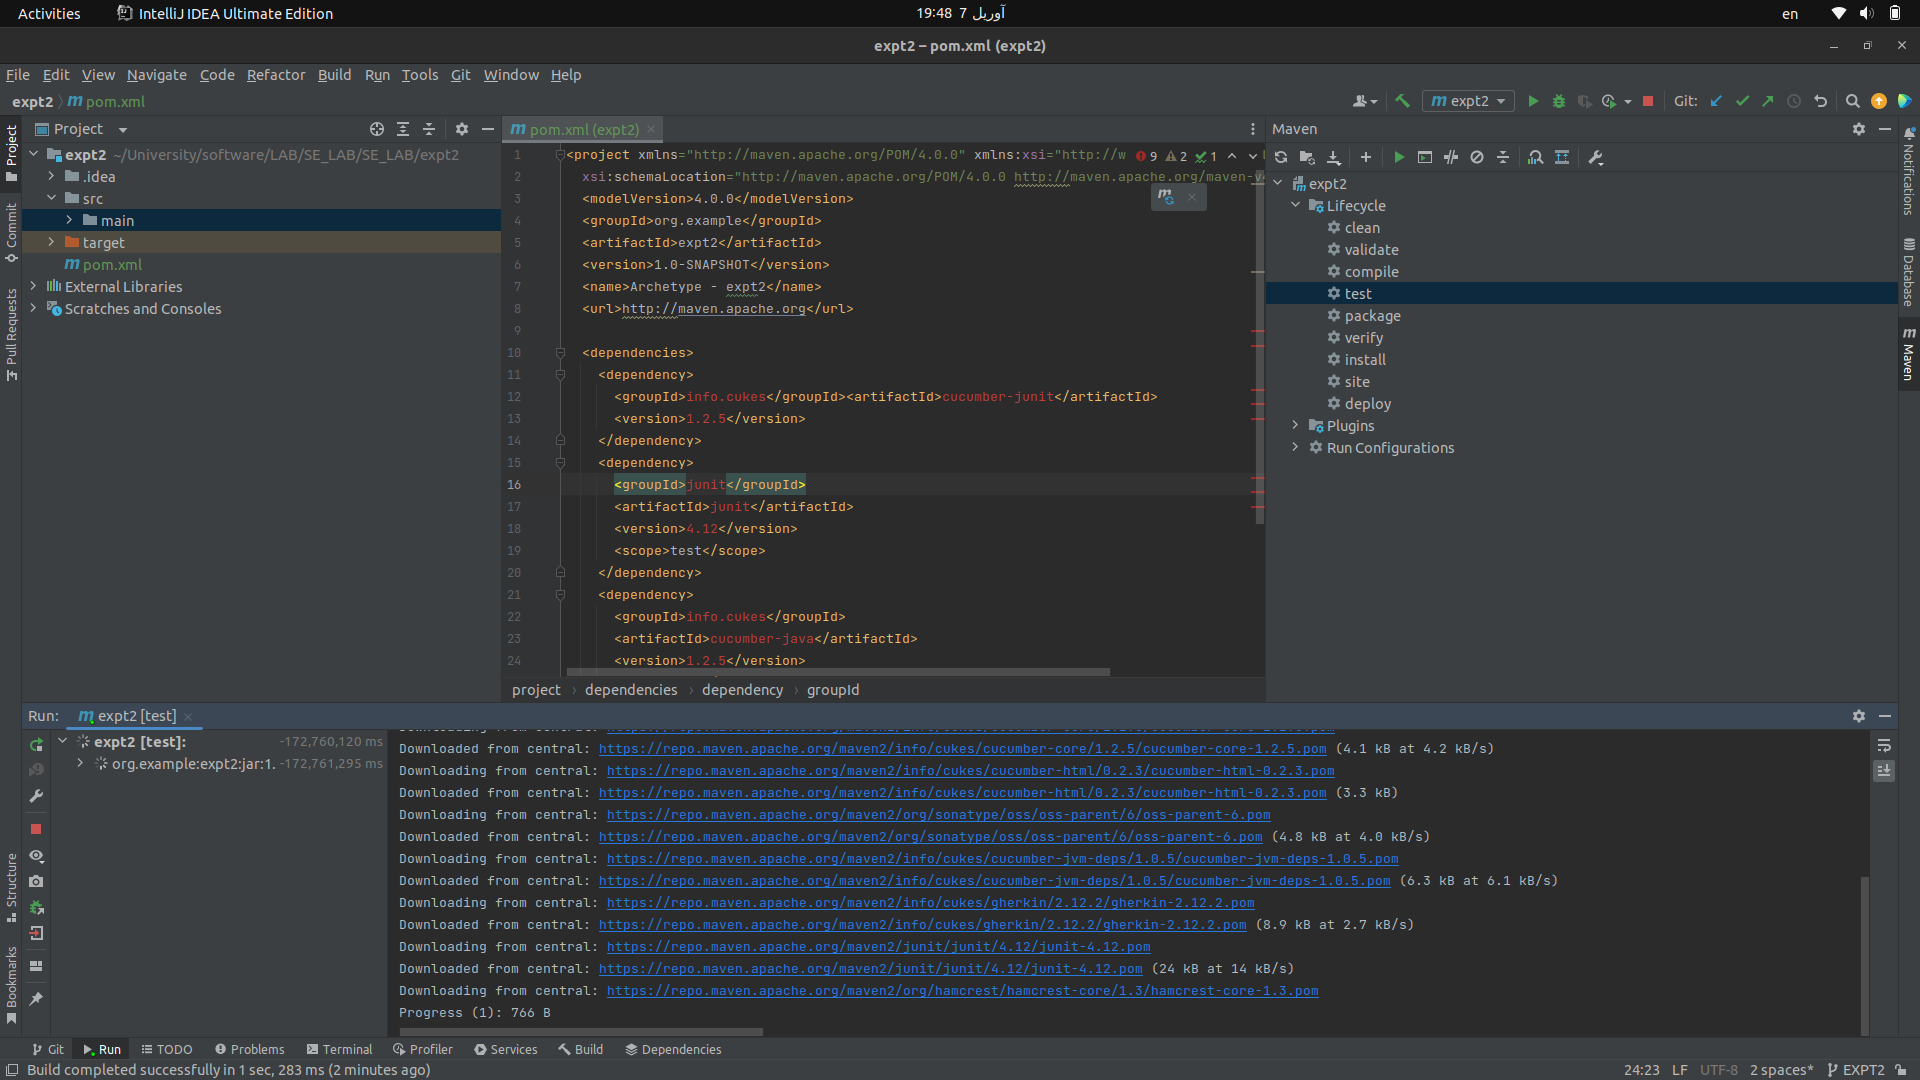 Activities IntelliJ IDEA Ultimate Edition 19:48 7 آوریل en
expt2 – pom.xml (expt2)
File Edit View Navigate Code Refactor Build Run Tools Git Window Help
expt2 pom.xml expt2 Git:
Project
expt2 ~/University/software/LAB/SE_LAB/SE_LAB/expt2
.idea
src
main
target
pom.xml
External Libraries
Scratches and Consoles
Project
Commit
Pull Requests
Structure
Bookmarks
pom.xml (expt2)
9 2 1
1 <project xmlns="http://maven.apache.org/POM/4.0.0" xmlns:xsi="http://w
2 xsi:schemaLocation="http://maven.apache.org/POM/4.0.0 http://maven.apache.org/maven-v4
3 <modelVersion>4.0.0</modelVersion>
4 <groupId>org.example</groupId>
5 <artifactId>expt2</artifactId>
6 <version>1.0-SNAPSHOT</version>
7 <name>Archetype - expt2</name>
8 <url>http://maven.apache.org</url>
9
10 <dependencies>
11 <dependency>
12 <groupId>info.cukes</groupId><artifactId>cucumber-junit</artifactId>
13 <version>1.2.5</version>
14 </dependency>
15 <dependency>
16 <groupId>junit</groupId>
17 <artifactId>junit</artifactId>
18 <version>4.12</version>
19 <scope>test</scope>
20 </dependency>
21 <dependency>
22 <groupId>info.cukes</groupId>
23 <artifactId>cucumber-java</artifactId>
24 <version>1.2.5</version>
project dependencies dependency groupId
Maven
expt2
Lifecycle
clean
validate
compile
test
package
verify
install
site
deploy
Plugins
Run Configurations
Notifications
Database
Maven
Run: expt2 [test]
expt2 [test]: -172,760,120 ms
org.example:expt2:jar:1. -172,761,295 ms
Downloaded from central: https://repo.maven.apache.org/maven2/info/cukes/cucumber-core/1.2.5/cucumber-core-1.2.5.pom (4.1 kB at 4.2 kB/s)
Downloading from central: https://repo.maven.apache.org/maven2/info/cukes/cucumber-html/0.2.3/cucumber-html-0.2.3.pom
Downloaded from central: https://repo.maven.apache.org/maven2/info/cukes/cucumber-html/0.2.3/cucumber-html-0.2.3.pom (3.3 kB)
Downloading from central: https://repo.maven.apache.org/maven2/org/sonatype/oss/oss-parent/6/oss-parent-6.pom
Downloaded from central: https://repo.maven.apache.org/maven2/org/sonatype/oss/oss-parent/6/oss-parent-6.pom (4.8 kB at 4.0 kB/s)
Downloading from central: https://repo.maven.apache.org/maven2/info/cukes/cucumber-jvm-deps/1.0.5/cucumber-jvm-deps-1.0.5.pom
Downloaded from central: https://repo.maven.apache.org/maven2/info/cukes/cucumber-jvm-deps/1.0.5/cucumber-jvm-deps-1.0.5.pom (6.3 kB at 6.1 kB/s)
Downloading from central: https://repo.maven.apache.org/maven2/info/cukes/gherkin/2.12.2/gherkin-2.12.2.pom
Downloaded from central: https://repo.maven.apache.org/maven2/info/cukes/gherkin/2.12.2/gherkin-2.12.2.pom (8.9 kB at 2.7 kB/s)
Downloading from central: https://repo.maven.apache.org/maven2/junit/junit/4.12/junit-4.12.pom
Downloaded from central: https://repo.maven.apache.org/maven2/junit/junit/4.12/junit-4.12.pom (24 kB at 14 kB/s)
Downloading from central: https://repo.maven.apache.org/maven2/org/hamcrest/hamcrest-core/1.3/hamcrest-core-1.3.pom
Progress (1): 766 B
Git Run TODO Problems Terminal Profiler Services Build Dependencies
Build completed successfully in 1 sec, 283 ms (2 minutes ago) 24:23 LF UTF-8 2 spaces* EXPT2